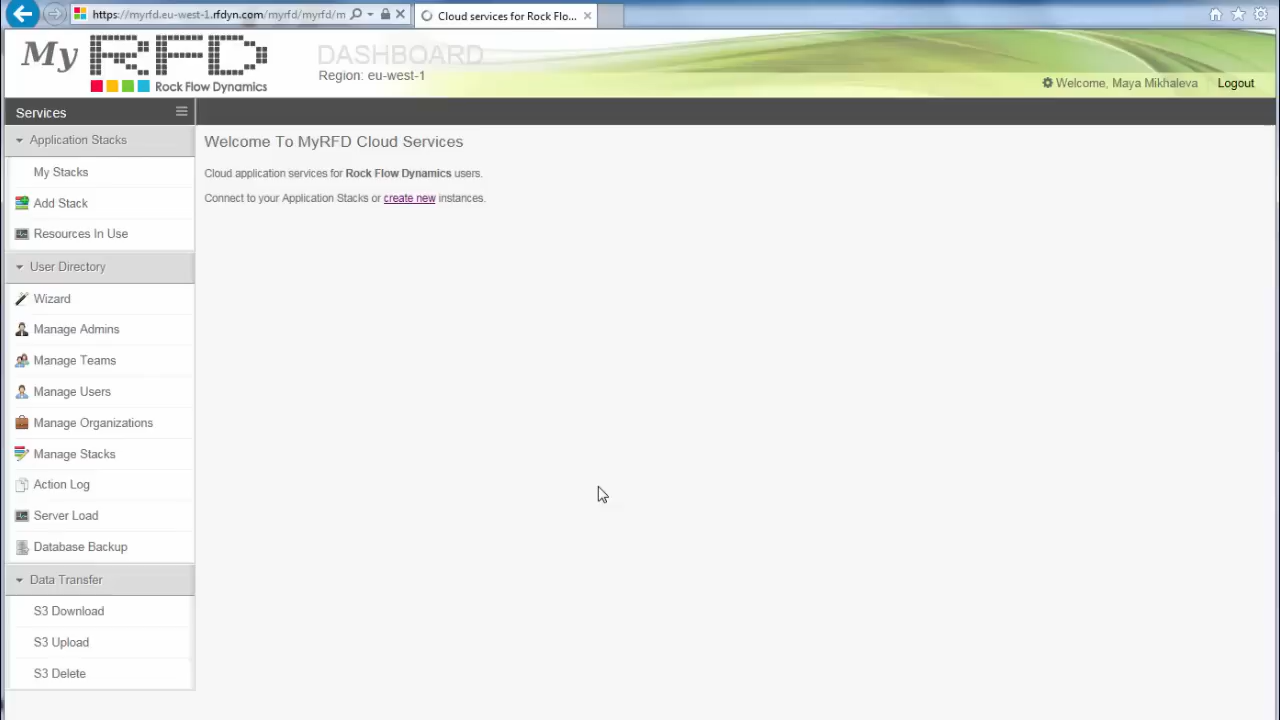 https://myrfd.eu-west-1.rfdyn.com/myrfd/myrfd/m
Cloud services for Rock Flo...
My RFD
Rock Flow Dynamics
DASHBOARD
Region: eu-west-1
Welcome, Maya Mikhaleva
Logout
Services
Application Stacks
My Stacks
Add Stack
Resources In Use
User Directory
Wizard
Manage Admins
Manage Teams
Manage Users
Manage Organizations
Manage Stacks
Action Log
Server Load
Database Backup
Data Transfer
S3 Download
S3 Upload
S3 Delete
Welcome To MyRFD Cloud Services
Cloud application services for Rock Flow Dynamics users.
Connect to your Application Stacks or create new instances.